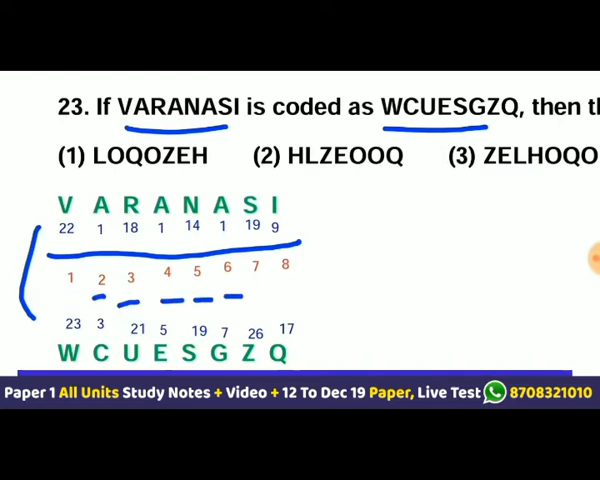 23. If VARANASI is coded as WCUESGZQ, then th
(1) LOQOZEH (2) HLZEOOQ (3) ZELHOQO
V A R A N A S I
22 1 18 1 14 1 19 9
1 2 3 4 5 6 7 8
23 3 21 5 19 7 26 17
W C U E S G Z Q
Paper 1 All Units Study Notes + Video + 12 To Dec 19 Paper, Live Test 8708321010